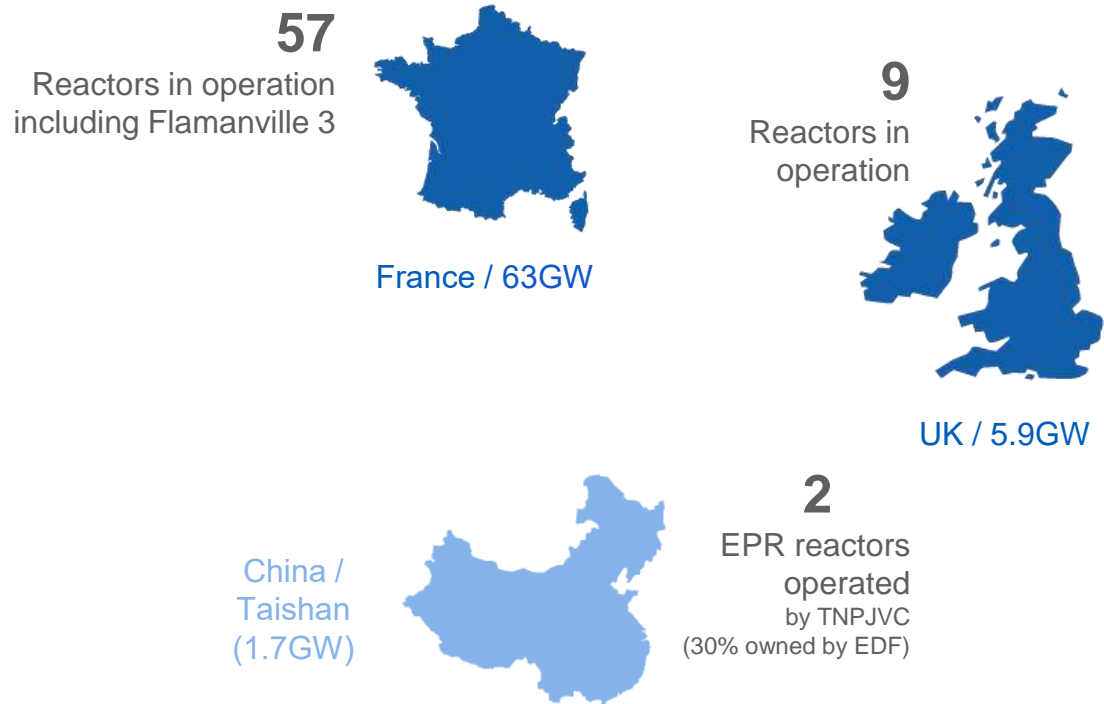 57
Reactors in operation
including Flamanville 3
France / 63GW
9
Reactors in
operation
UK / 5.9GW
China /
Taishan
(1.7GW)
2
EPR reactors
operated
by TNPJVC
(30% owned by EDF)